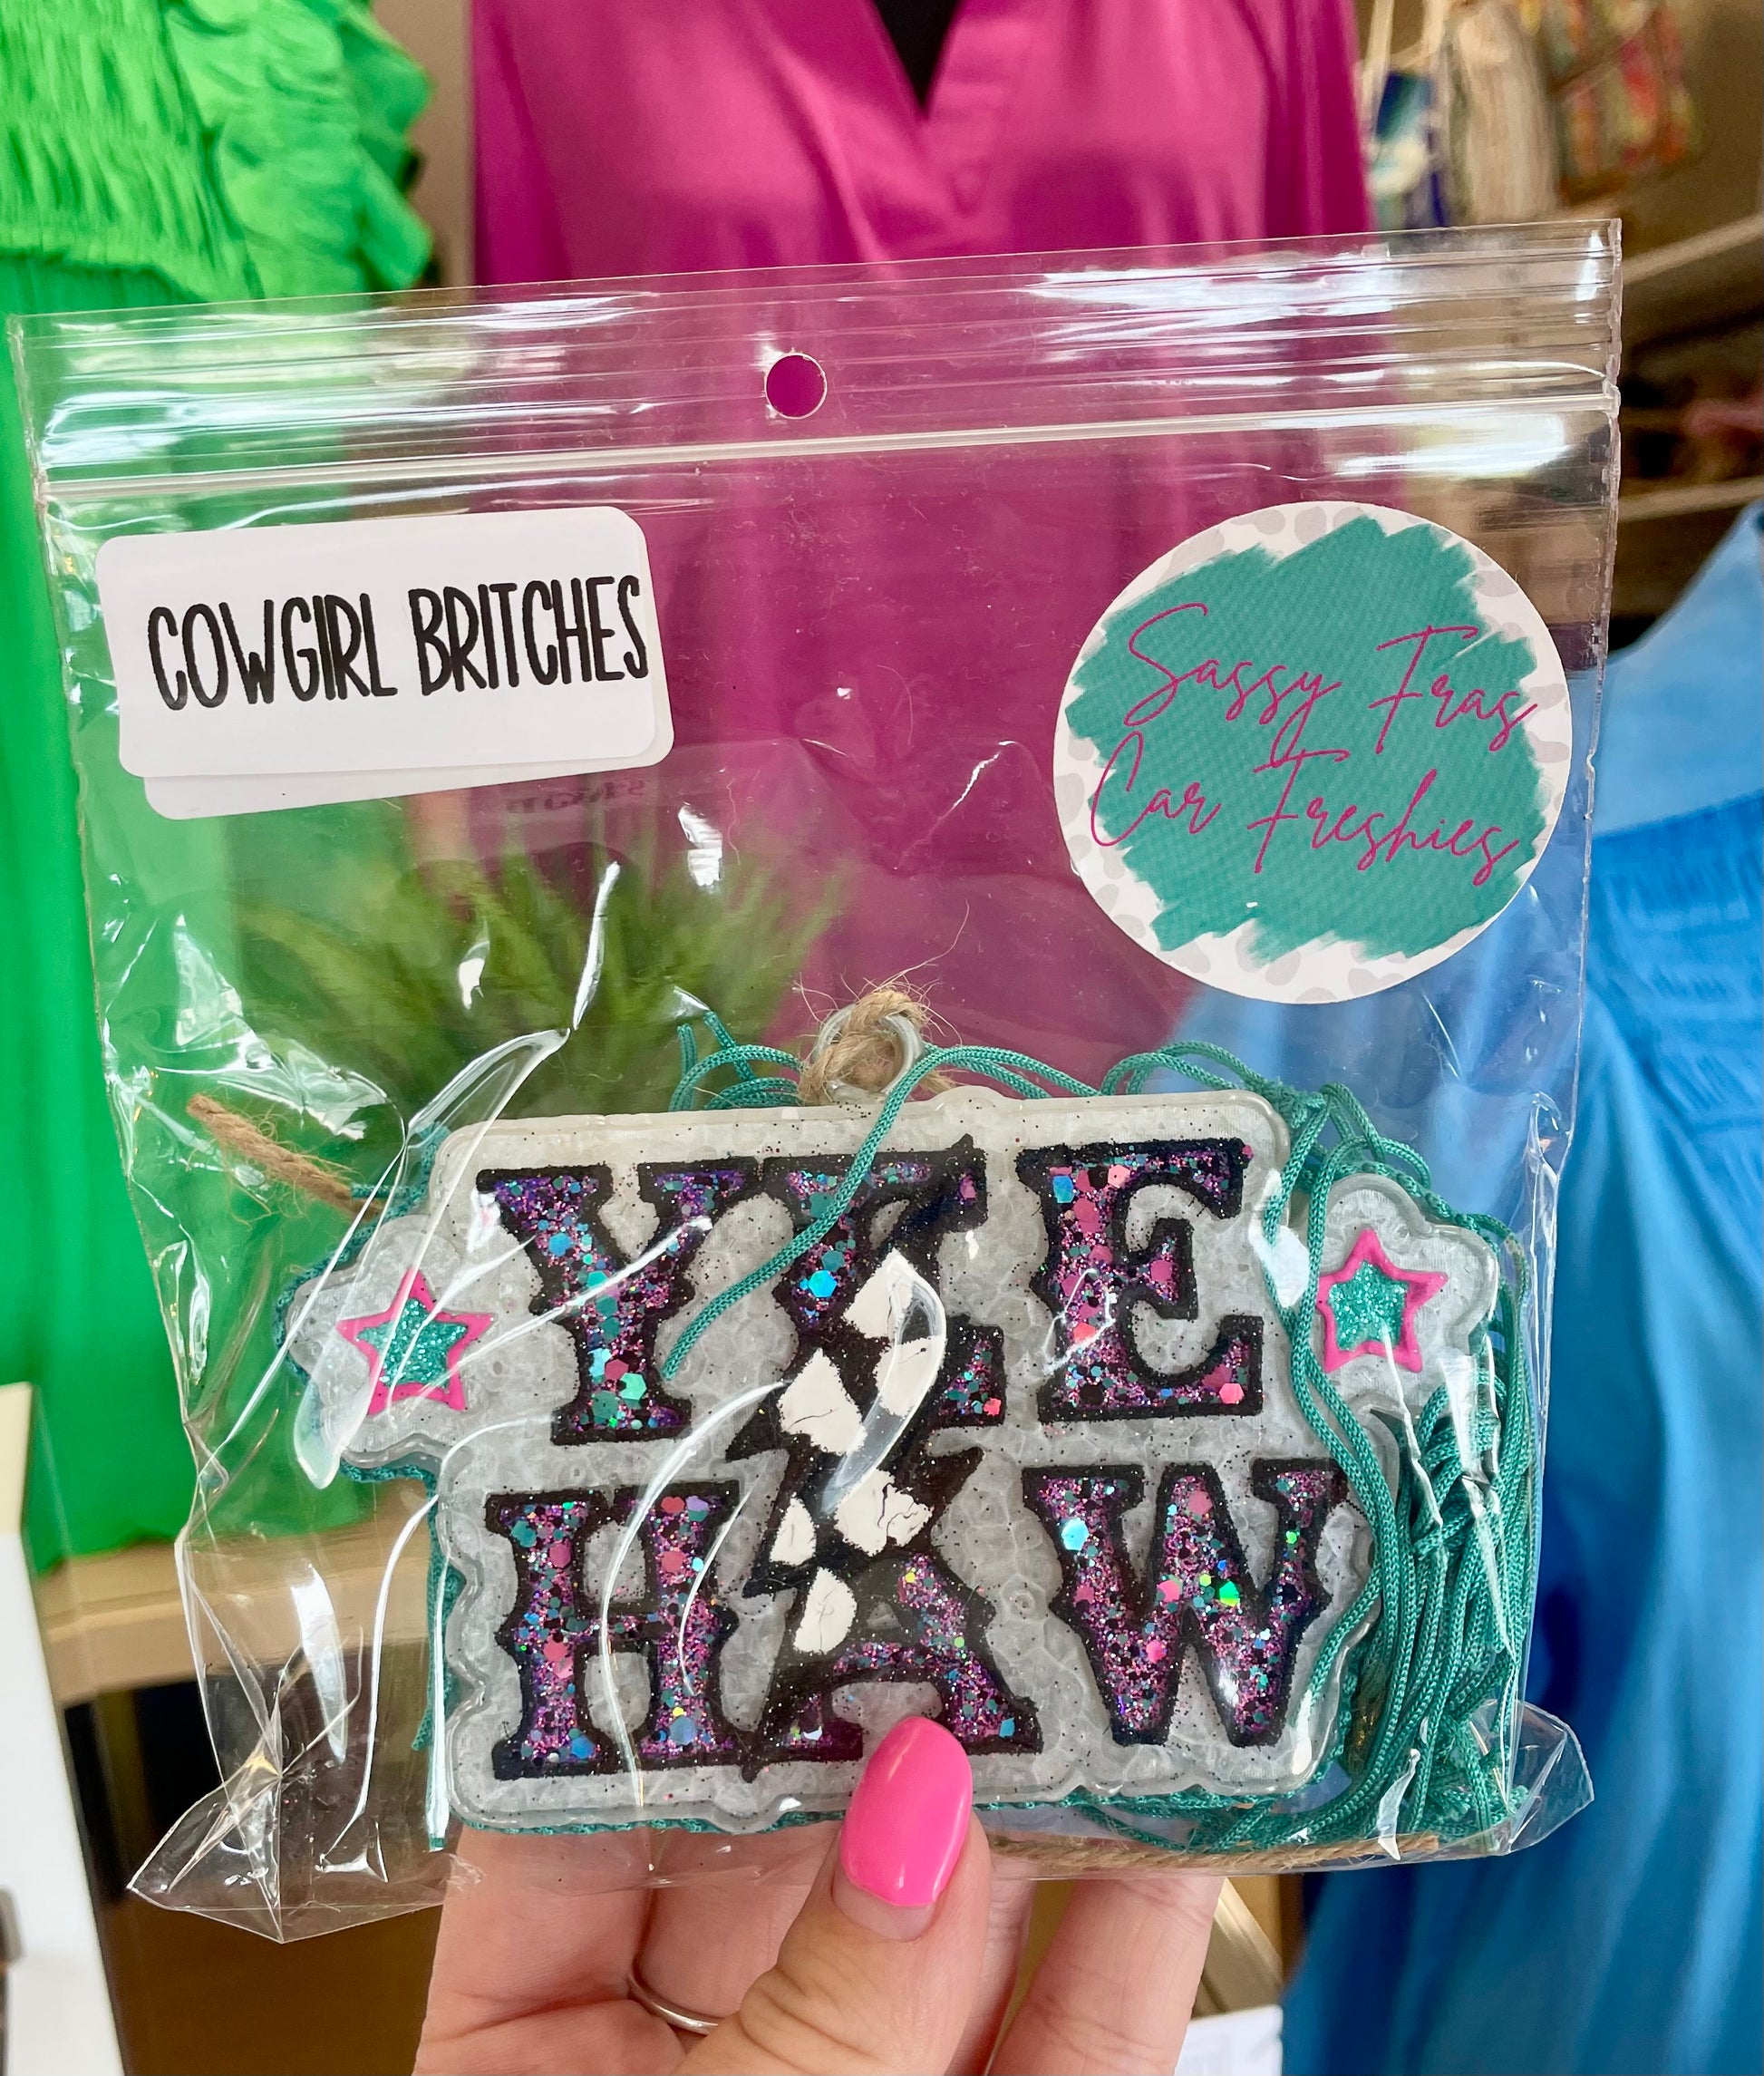 COWGIRL BRITCHES
Sassy Fras
Car Freshies
YEE
HAW